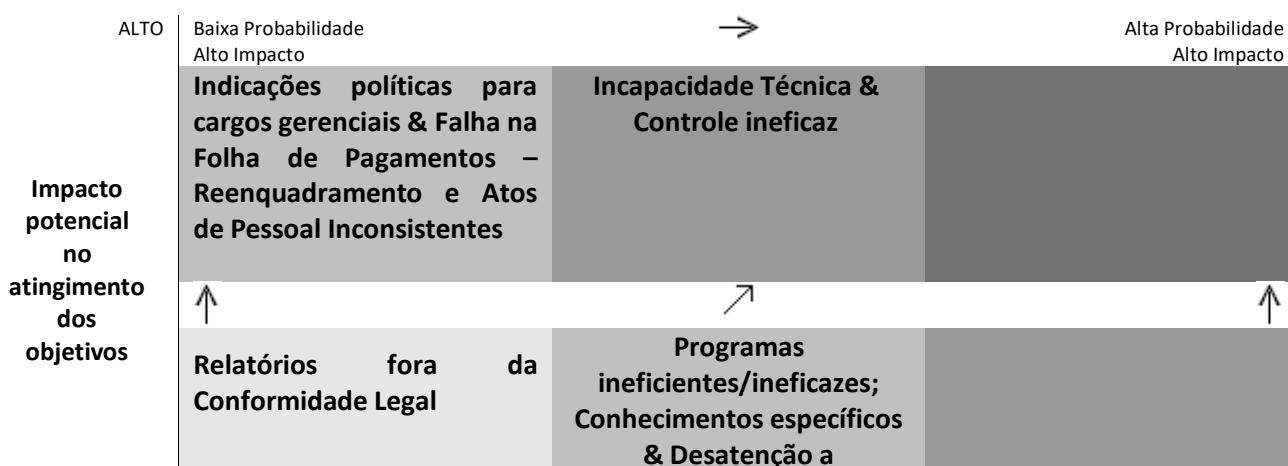 ALTO
Baixa Probabilidade
Alto Impacto
Alta Probabilidade
Alto Impacto
Indicações políticas para
cargos gerenciais & Falha na
Folha de Pagamentos –
Reenquadramento e Atos
de Pessoal Inconsistentes
Incapacidade Técnica &
Controle ineficaz
Impacto
potencial
no
atingimento
dos
objetivos
Relatórios fora da
Conformidade Legal
Programas
ineficientes/ineficazes;
Conhecimentos específicos
& Desatenção a